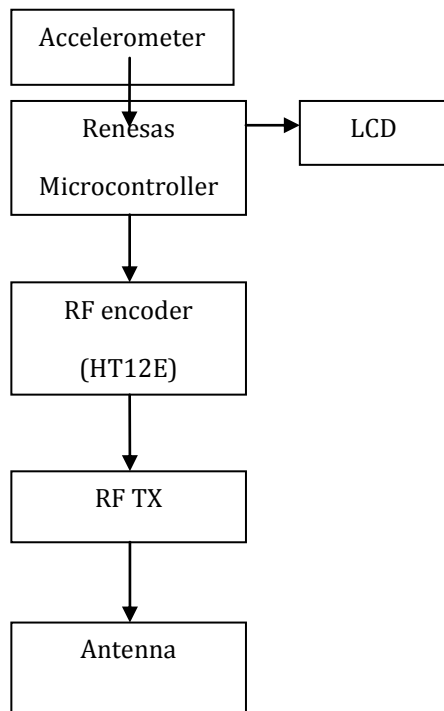 Accelerometer
Renesas
Microcontroller
LCD
RF encoder
(HT12E)
RF TX
Antenna